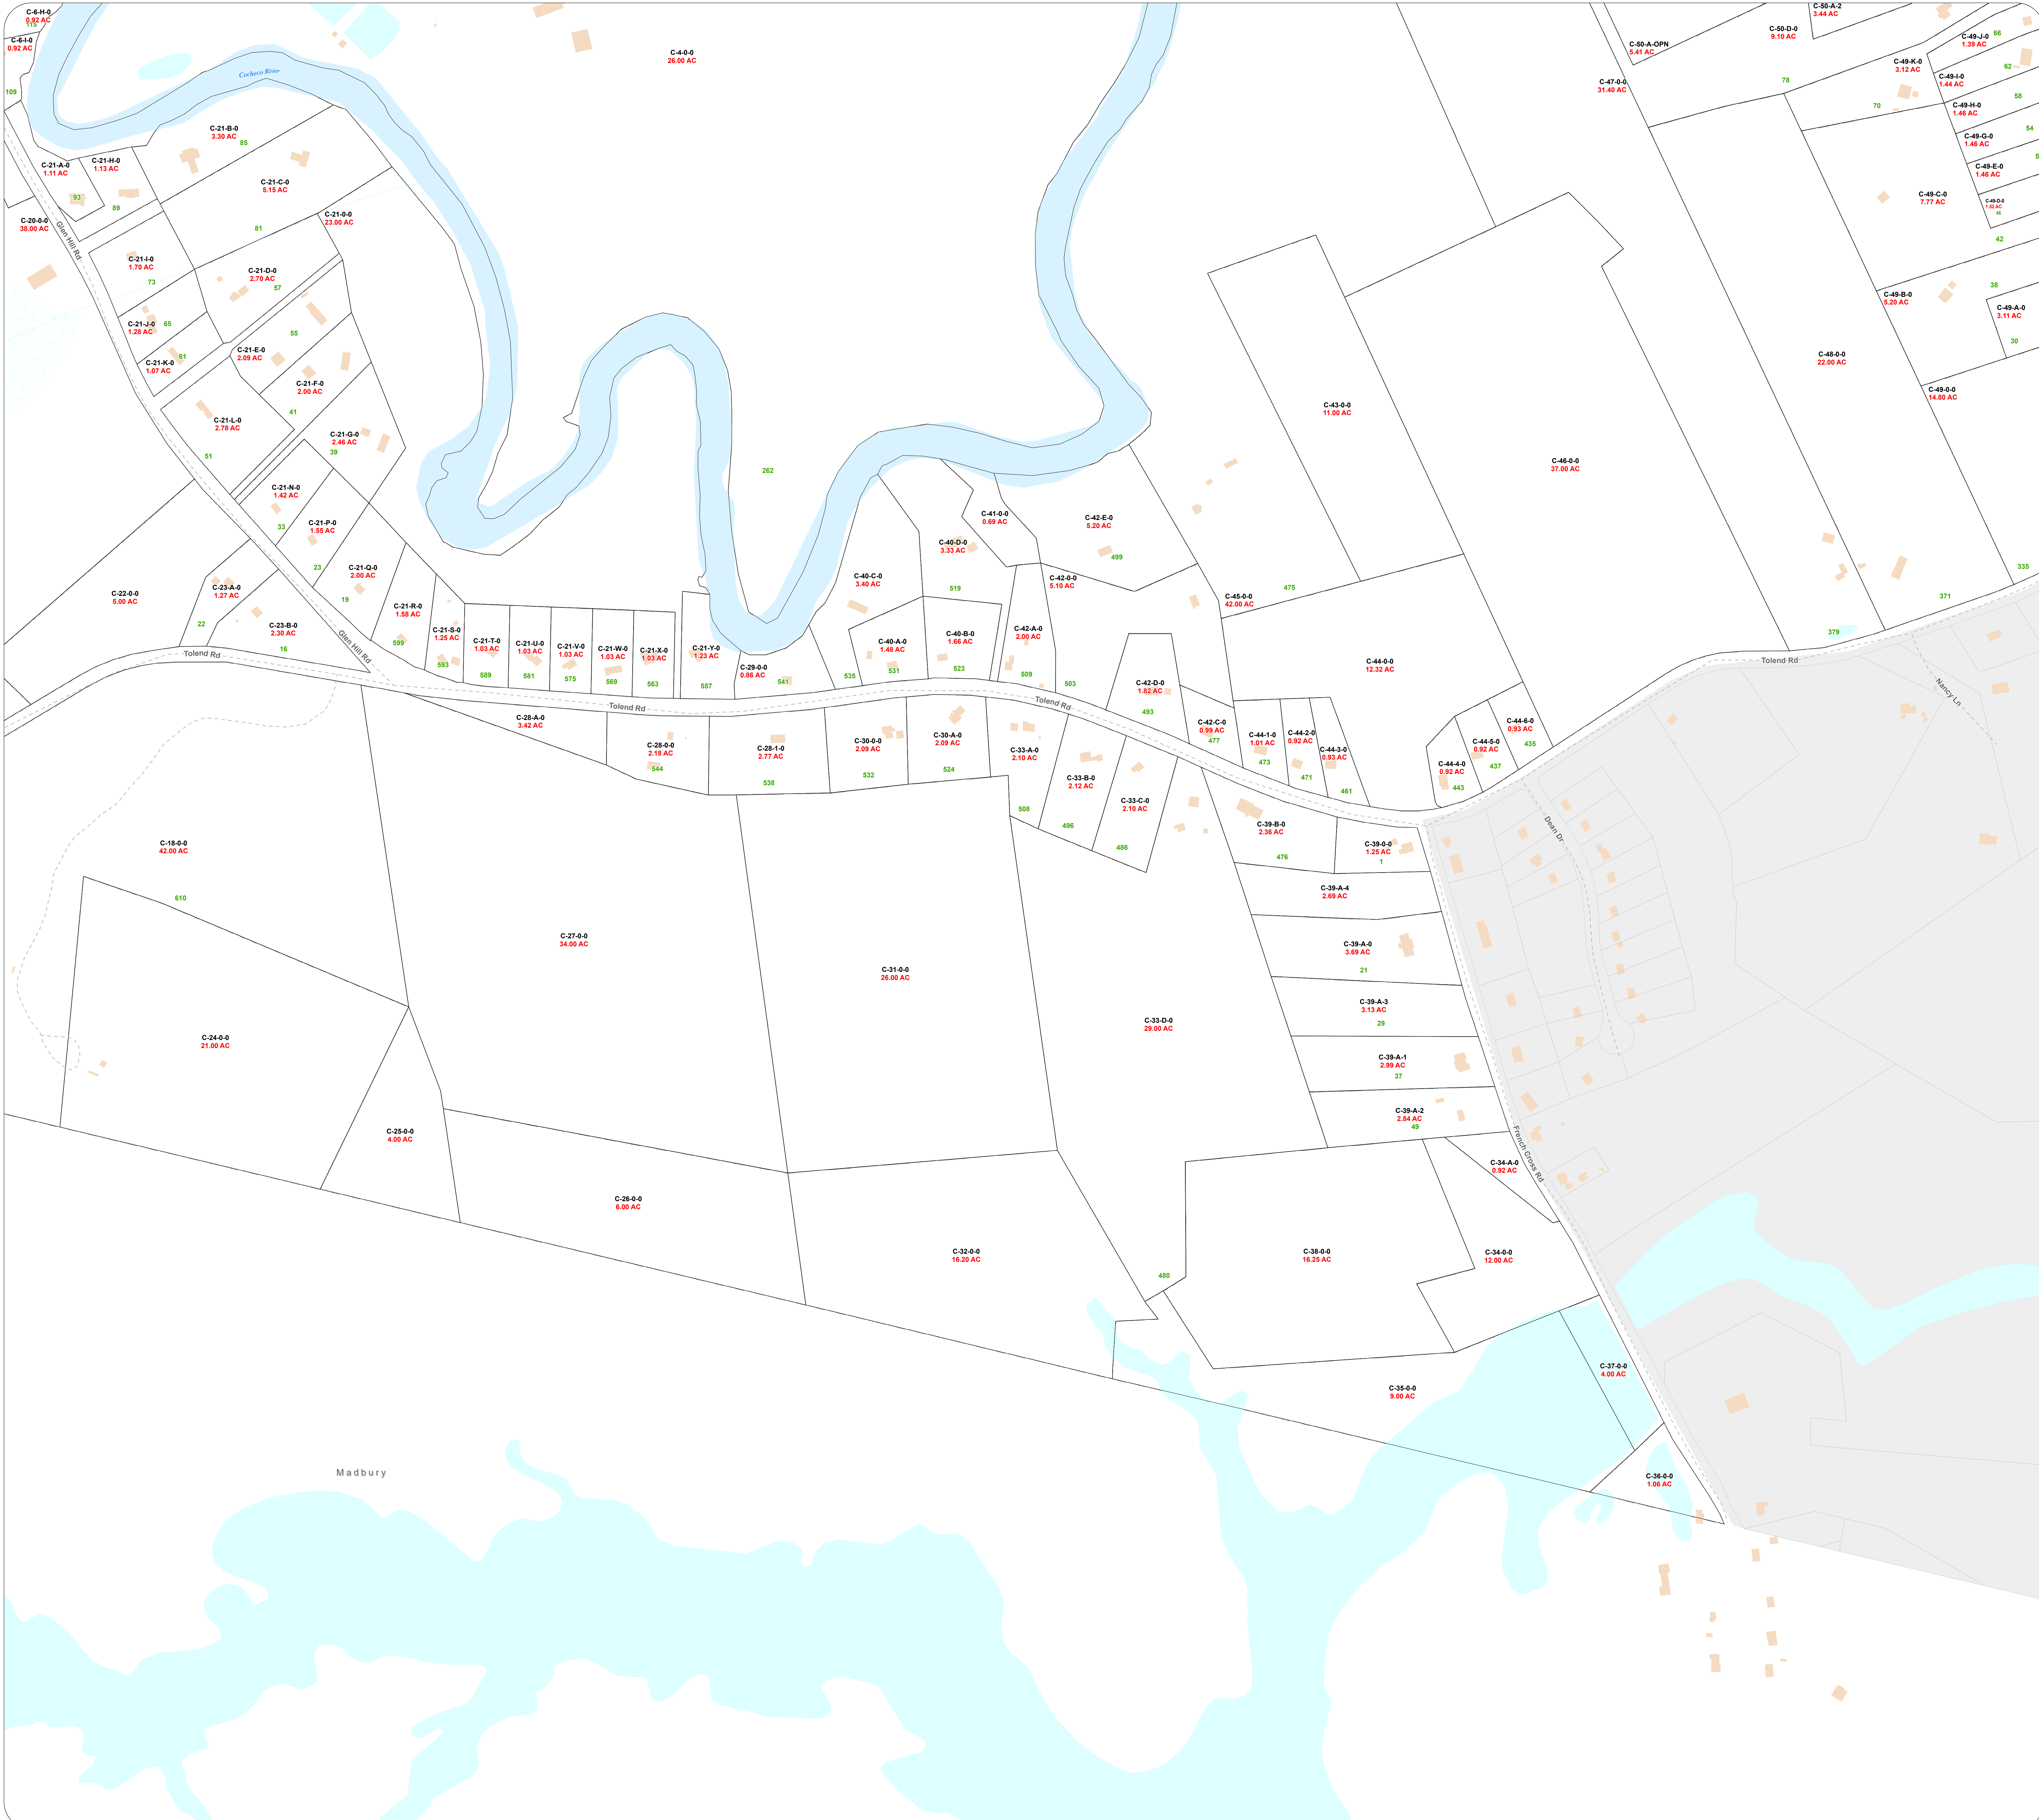 C-6-H-0
0.92 AC
115
C-6-I-0
0.92 AC
109
Cocheco River
C-4-0-0
26.00 AC
C-50-A-2
3.44 AC
C-50-D-0
9.10 AC
C-50-A-OPN
5.41 AC
C-49-J-0
1.39 AC
66
C-49-K-0
3.12 AC
62
C-49-I-0
1.44 AC
78
C-47-0-0
31.40 AC
70
58
C-49-H-0
1.46 AC
54
C-49-G-0
1.46 AC
C-49-E-0
1.46 AC
C-49-C-0
7.77 AC
C-49-D-0
1.52 AC
46
42
C-21-B-0
3.30 AC
85
C-21-A-0
1.11 AC
C-21-H-0
1.13 AC
C-21-C-0
5.15 AC
93
89
C-20-0-0
38.00 AC
C-21-0-0
23.00 AC
81
Glen Hill Rd
C-21-I-0
1.70 AC
C-21-D-0
2.70 AC
73
57
C-49-B-0
5.20 AC
38
C-49-A-0
3.11 AC
30
C-21-J-0
1.28 AC
65
55
C-21-E-0
2.09 AC
61
C-21-K-0
1.07 AC
C-48-0-0
22.00 AC
C-21-F-0
2.00 AC
C-49-0-0
14.80 AC
C-43-0-0
11.00 AC
41
C-21-L-0
2.78 AC
C-21-G-0
2.46 AC
39
51
C-46-0-0
37.00 AC
262
C-21-N-0
1.42 AC
C-41-0-0
0.69 AC
C-42-E-0
5.20 AC
C-21-P-0
1.55 AC
33
C-40-D-0
3.33 AC
499
23
C-21-Q-0
2.00 AC
335
C-40-C-0
3.40 AC
C-42-0-0
5.10 AC
519
475
C-22-0-0
5.00 AC
C-23-A-0
1.27 AC
371
19
C-45-0-0
42.00 AC
C-21-R-0
1.58 AC
22
C-23-B-0
2.30 AC
C-21-S-0
1.25 AC
379
C-42-A-0
2.00 AC
C-40-B-0
1.66 AC
C-40-A-0
1.48 AC
C-21-T-0
1.03 AC
C-21-U-0
1.03 AC
C-21-V-0
1.03 AC
C-21-W-0
1.03 AC
C-21-X-0
1.03 AC
C-21-Y-0
1.23 AC
599
16
Glen Hill Rd
Tolend Rd
593
Tolend Rd
C-44-0-0
12.32 AC
C-29-0-0
0.86 AC
589
581
575
569
563
557
541
535
531
523
509
503
C-42-D-0
1.82 AC
Nancy Ln
Tolend Rd
Tolend Rd
493
C-28-A-0
3.42 AC
C-42-C-0
0.99 AC
477
C-44-6-0
0.93 AC
435
C-44-1-0
1.01 AC
C-44-2-0
0.92 AC
C-30-A-0
2.09 AC
C-30-0-0
2.09 AC
C-44-5-0
0.92 AC
C-28-0-0
2.18 AC
C-28-1-0
2.77 AC
C-33-A-0
2.10 AC
C-44-3-0
0.93 AC
544
473
437
C-44-4-0
0.92 AC
532
524
538
C-33-B-0
2.12 AC
471
443
461
C-33-C-0
2.10 AC
508
496
486
C-39-B-0
2.36 AC
Dean Dr
C-18-0-0
42.00 AC
C-39-0-0
1.25 AC
1
476
C-39-A-4
2.69 AC
610
C-27-0-0
34.00 AC
C-39-A-0
3.69 AC
21
C-31-0-0
26.00 AC
C-39-A-3
3.13 AC
29
C-33-D-0
29.00 AC
C-24-0-0
21.00 AC
C-39-A-1
2.99 AC
37
C-39-A-2
2.84 AC
49
C-25-0-0
4.00 AC
French Cross Rd
C-34-A-0
0.92 AC
C-26-0-0
6.00 AC
C-32-0-0
16.20 AC
C-38-0-0
16.25 AC
C-34-0-0
12.00 AC
480
C-37-0-0
4.00 AC
C-35-0-0
9.00 AC
Madbury
C-36-0-0
1.06 AC